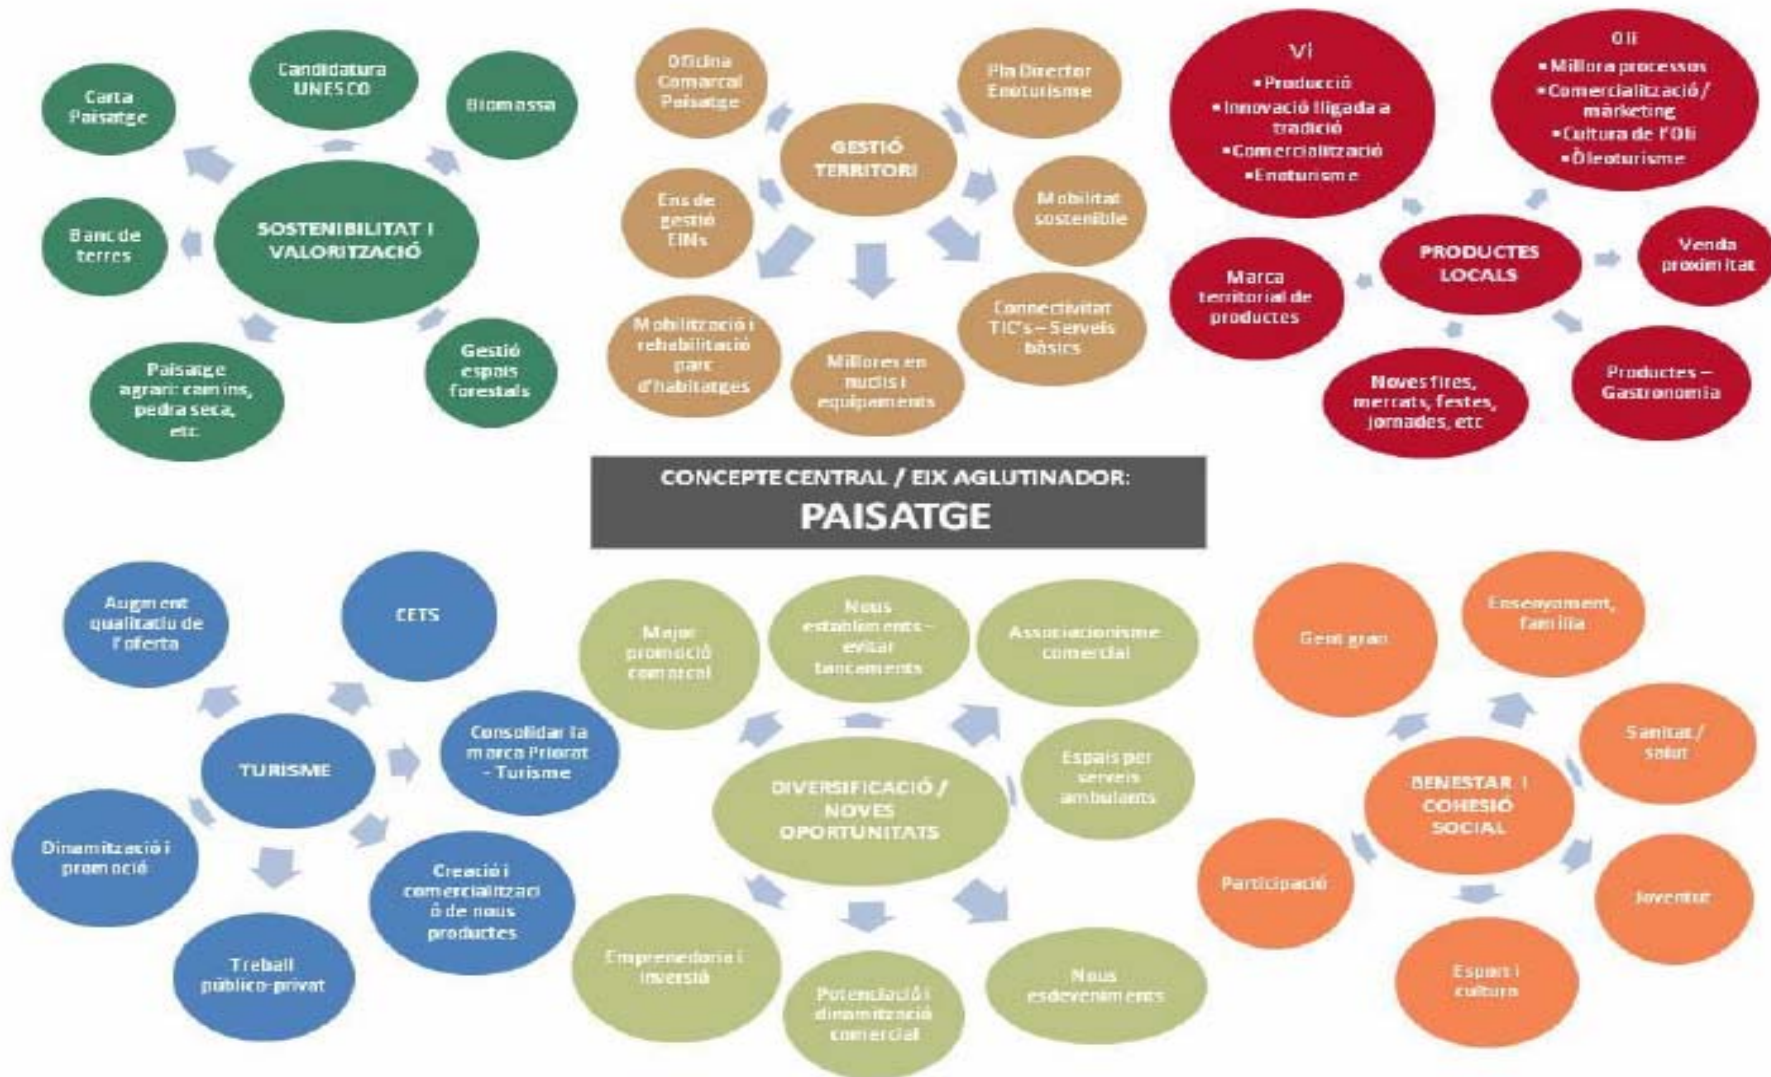 Carta
Paisatge
Candidatura
UNESCO
Biomassa
SOSTENIBILITAT I
VALORITZACIÓ
Banc de
terres
Paisatge
agrari: camins,
pedra seca,
etc.
Gestió
espais
forestals
Oficina
Comarcal
Paisatge
Pla Director
Enoturisme
GESTIÓ
TERRITORI
Ens de
gestió
EINs
Mobilitat
sostenible
Mobilització i
rehabilitació
parc
d'habitatges
Millores en
nuclis i
equipaments
Connectivitat
TIC's – Serveis
bàsics
Vi
▪Producció
▪Innovació lligada a
tradició
▪Comercialització
▪Enoturisme
Oli
▪Millora processos
▪Comercialització /
màrketing
▪Cultura de l'Oli
▪Òleoturisme
PRODUCTES
LOCALS
Venda
proximitat
Marca
territorial de
productes
Noves fires,
mercats, festes,
jornades, etc
Productes –
Gastronomia
CONCEPTE CENTRAL / EIX AGLUTINADOR:
PAISATGE
Augment
qualitatiu de
l'oferta
CETS
TURISME
Consolidar la
marca Priorat
- Turisme
Dinamització i
promoció
Creació i
comercialitzaci
ó de nous
productes
Treball
público-privat
Major
promoció
comarcal
Nous
establiments –
evitar
tancaments
Associacionisme
comercial
DIVERSIFICACIÓ /
NOVES
OPORTUNITATS
Espais per
serveis
ambulants
Emprenedoria i
inversió
Potenciació i
dinamització
comercial
Nous
esdeveniments
Gent gran
Ensenyament,
família
Sanitat /
salut
BENESTAR I
COHESIÓ
SOCIAL
Participació
Joventut
Esport i
cultura